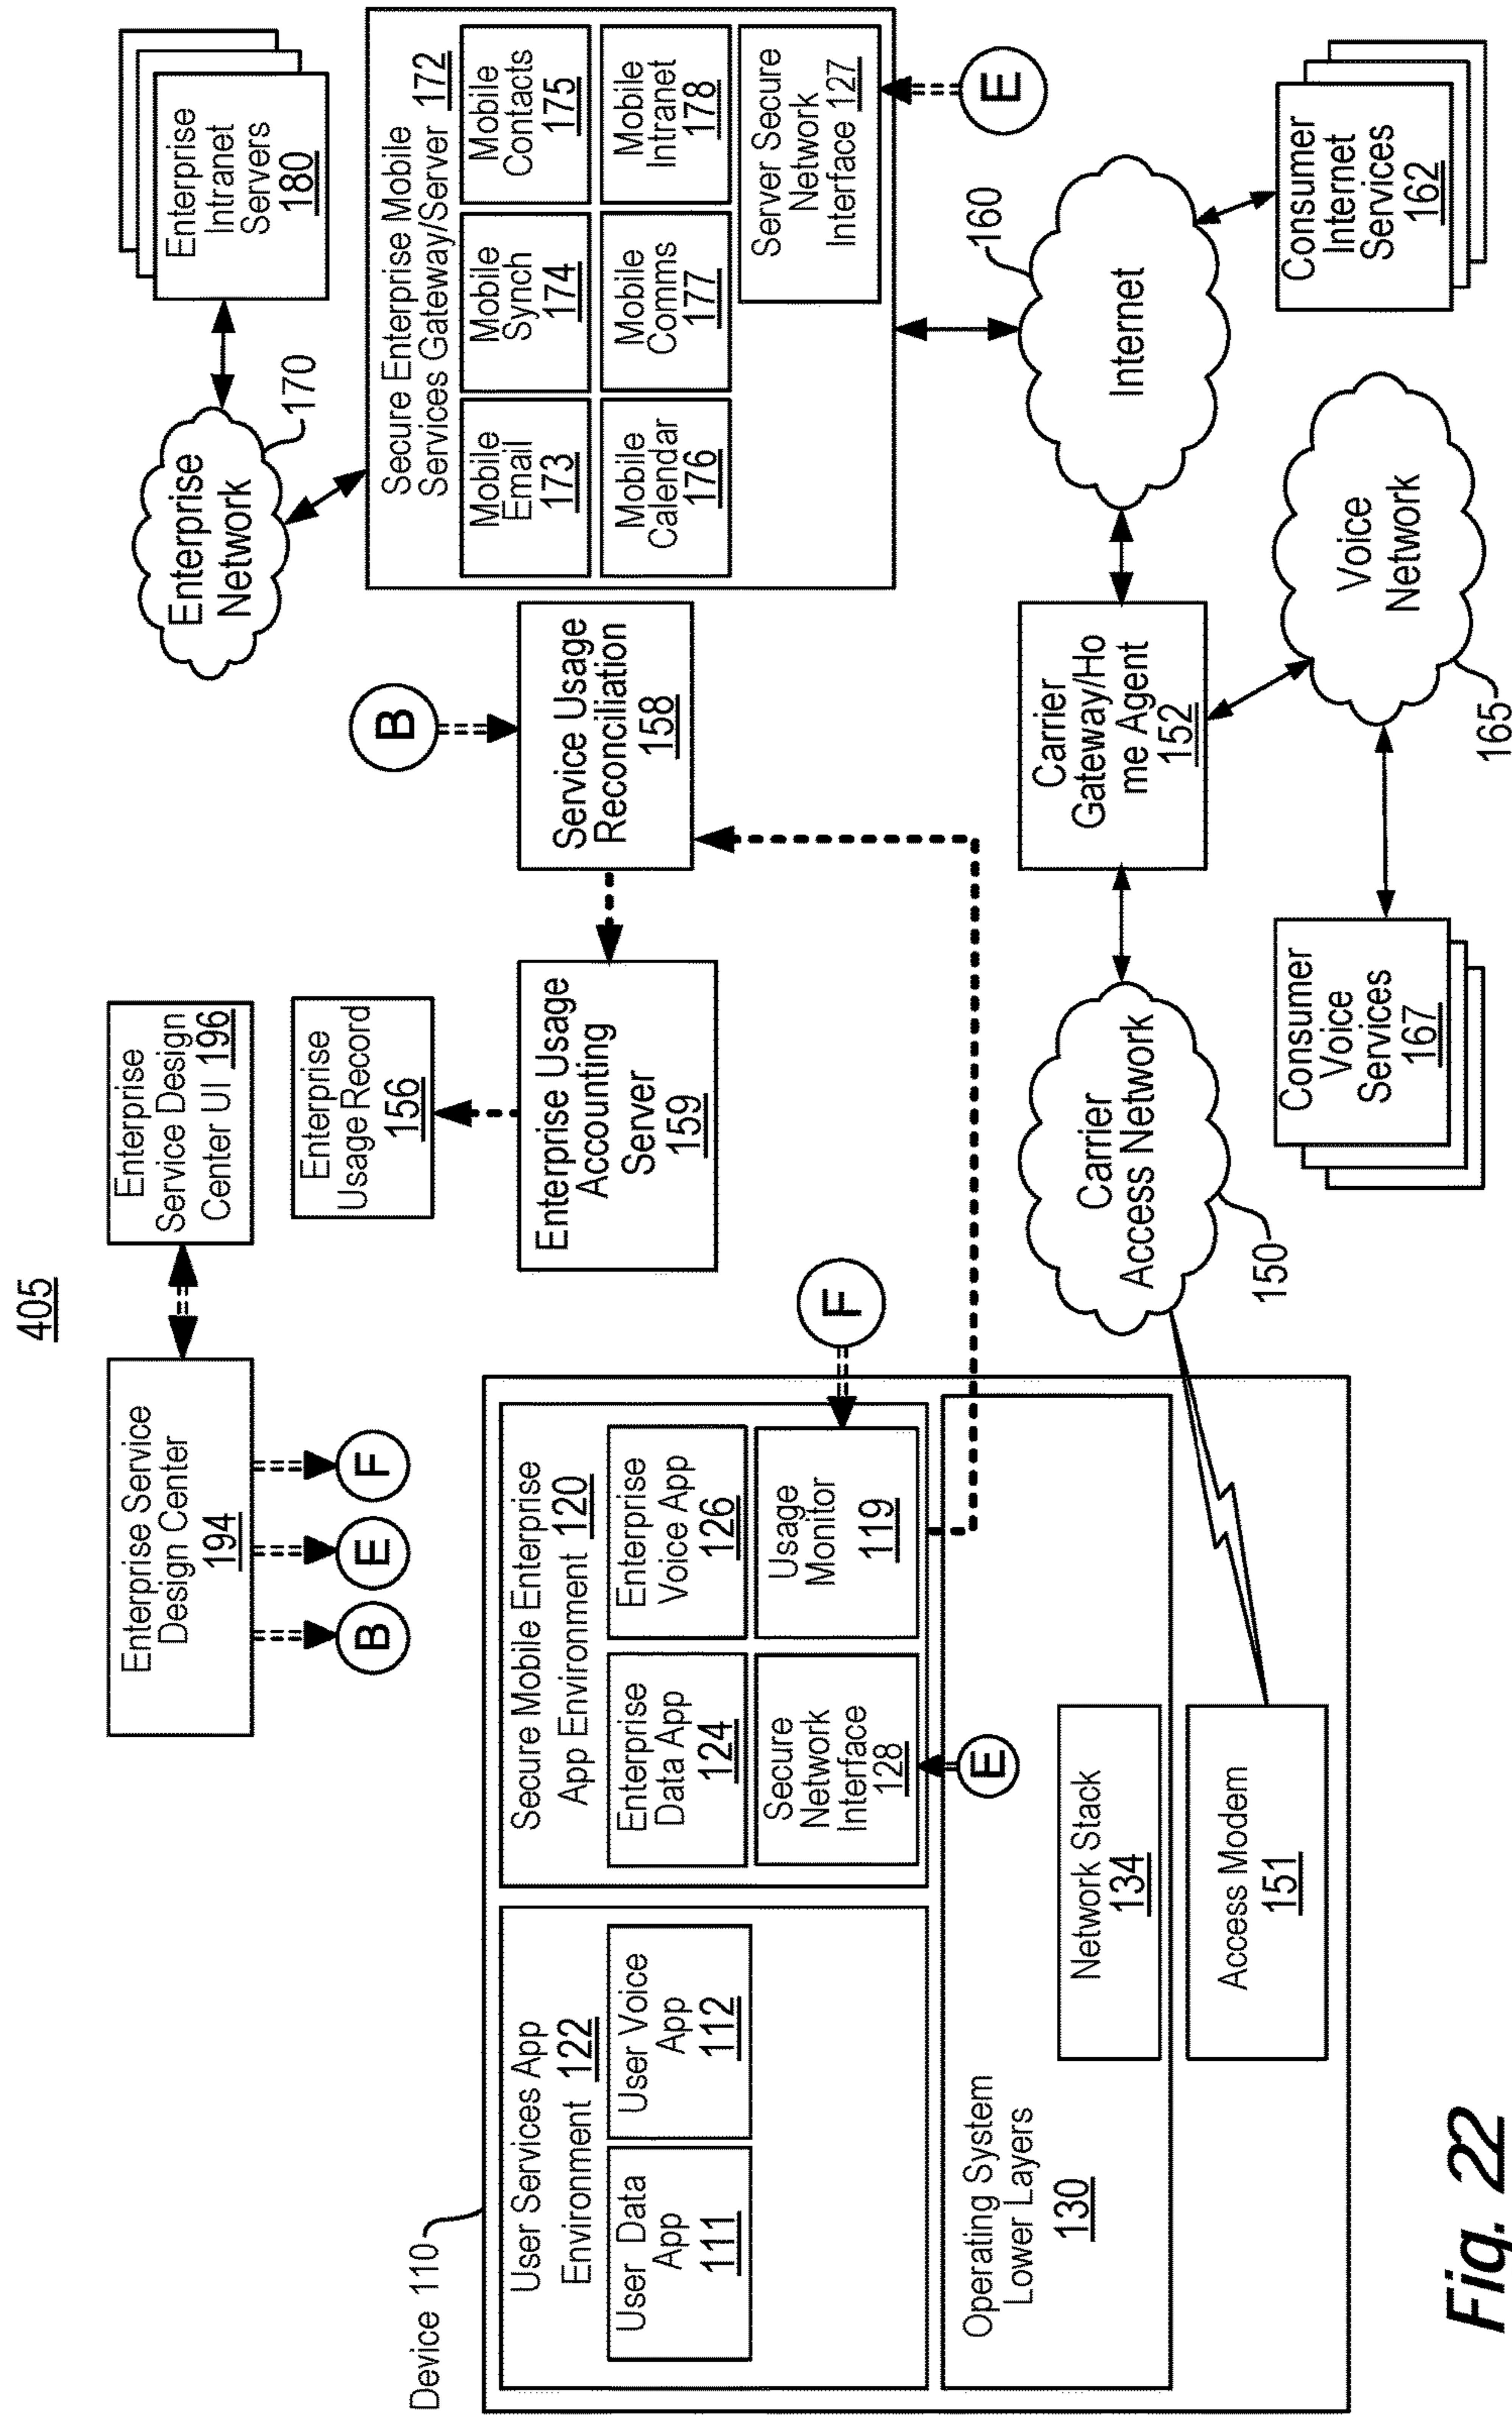 405
Enterprise Service
Design Center
194
Enterprise
Service Design
Center UI 196
B
E
F
Enterprise
Usage Record
156
Enterprise Usage
Accounting
Server
159
B
Service Usage
Reconciliation
158
Enterprise
Network
170
Enterprise
Intranet
Servers
180
Secure Enterprise Mobile
Services Gateway/Server 172
Mobile
Email
173
Mobile
Synch
174
Mobile
Contacts
175
Mobile
Calendar
176
Mobile
Comms
177
Mobile
Intranet
178
Server Secure
Network
Interface 127
E
Device 110
User Services App
Environment 122
User Data
App
111
User Voice
App
112
Secure Mobile Enterprise
App Environment 120
Enterprise
Data App
124
Enterprise
Voice App
126
Secure
Network
Interface
128
Usage
Monitor
119
F
E
Operating System
Lower Layers
130
Network Stack
134
Access Modem
151
Carrier
Access Network
150
Carrier
Gateway/Ho
me Agent
152
Internet
160
Voice
Network
165
Consumer
Voice
Services
167
Consumer
Internet
Services
162
Fig. 22